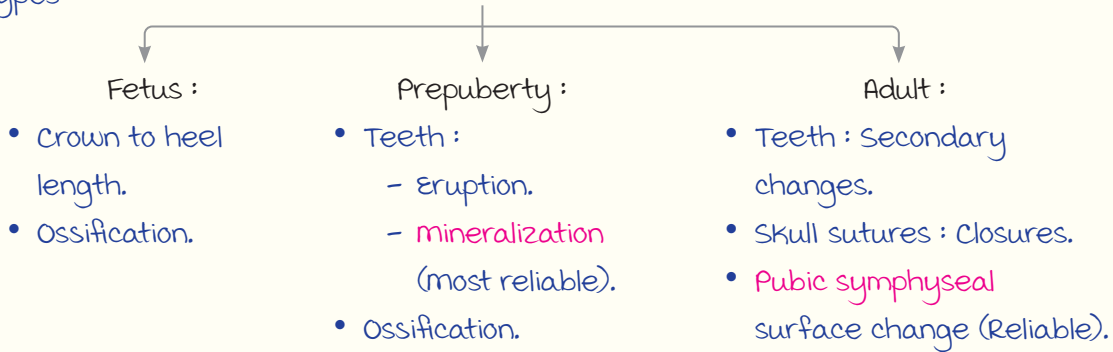 Fetus :
• Crown to heel
length.
• Ossification.
Prepuberty :
• Teeth :
– Eruption.
– mineralization
(most reliable).
• Ossification.
Adult :
• Teeth : Secondary
changes.
• Skull sutures : Closures.
• Pubic symphyseal
surface change (Reliable).